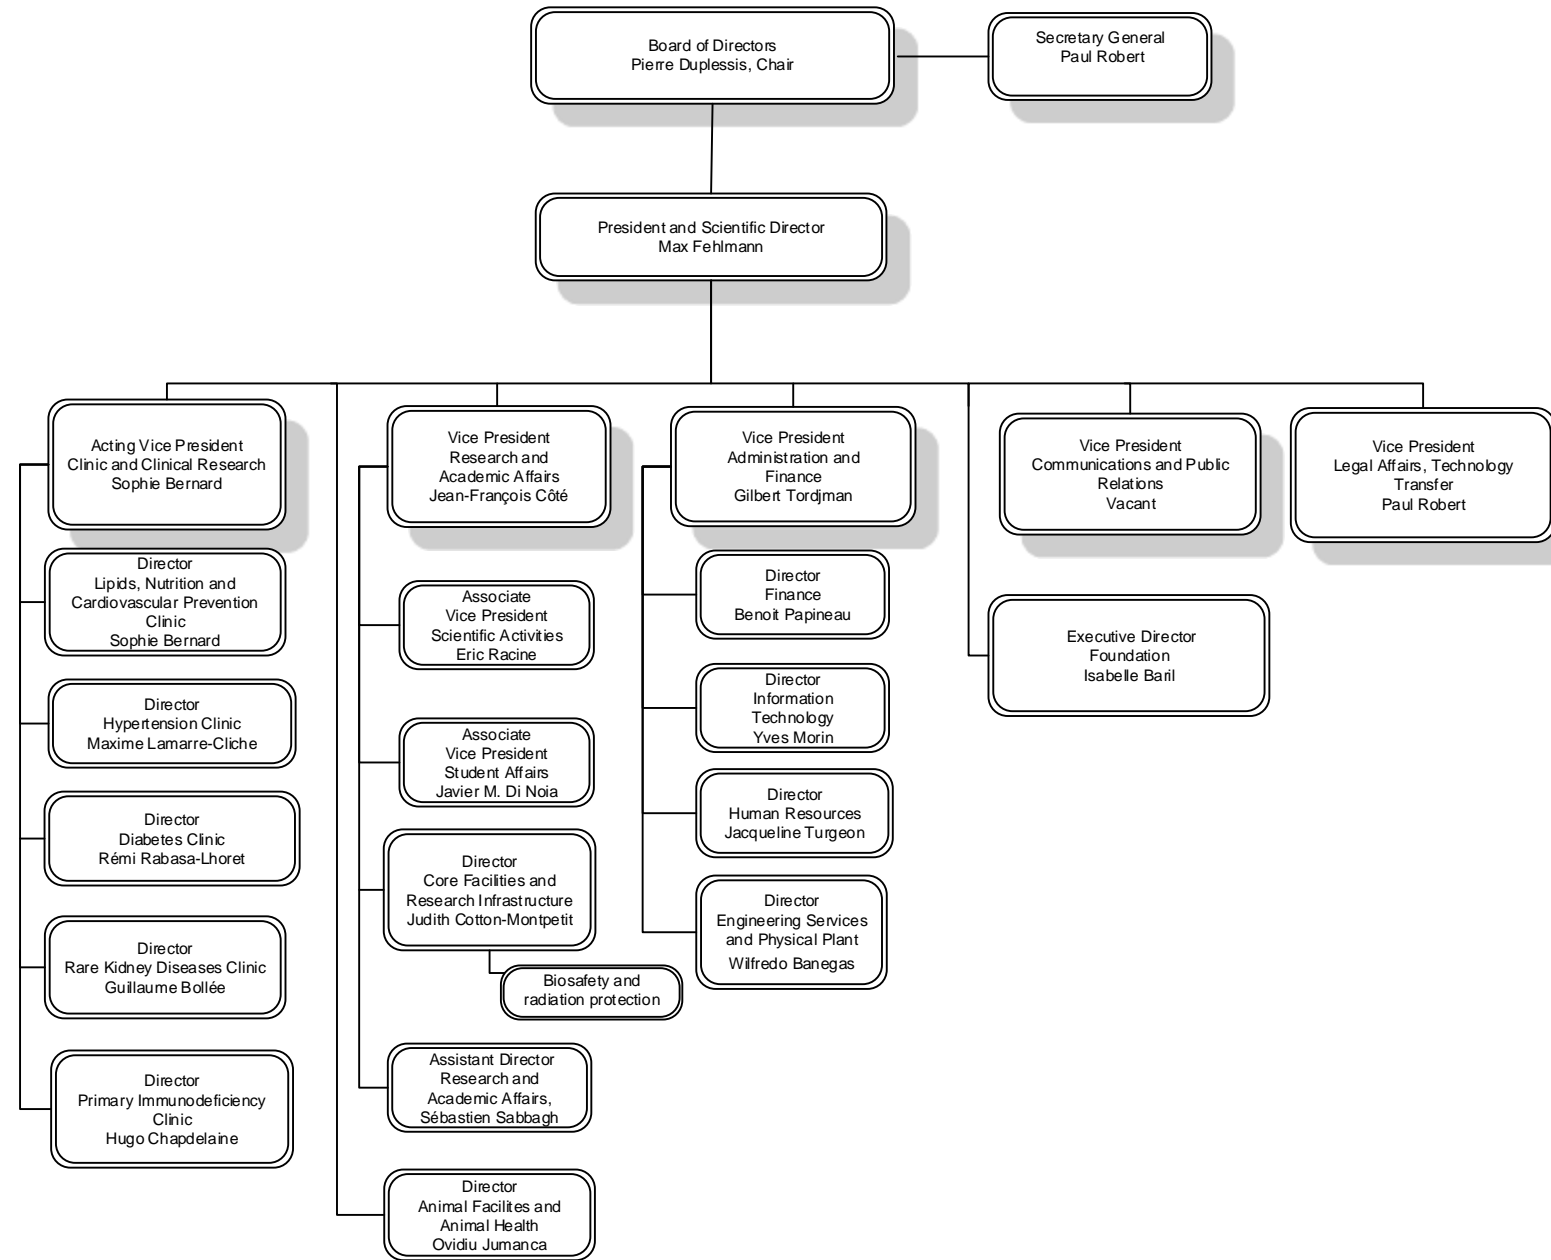 Board of Directors
Pierre Duplessis, Chair
Secretary General
Paul Robert
President and Scientific Director
Max Fehlmann
Acting Vice President
Clinic and Clinical Research
Sophie Bernard
Director
Lipids, Nutrition and
Cardiovascular Prevention
Clinic
Sophie Bernard
Director
Hypertension Clinic
Maxime Lamarre-Cliche
Director
Diabetes Clinic
Rémi Rabasa-Lhoret
Director
Rare Kidney Diseases Clinic
Guillaume Bollée
Director
Primary Immunodeficiency
Clinic
Hugo Chapdelaine
Vice President
Research and
Academic Affairs
Jean-François Côté
Associate
Vice President
Scientific Activities
Eric Racine
Associate
Vice President
Student Affairs
Javier M. Di Noia
Director
Core Facilities and
Research Infrastructure
Judith Cotton-Montpetit
Biosafety and
radiation protection
Assistant Director
Research and
Academic Affairs,
Sébastien Sabbagh
Director
Animal Facilites and
Animal Health
Ovidiu Jumanca
Vice President
Administration and
Finance
Gilbert Tordjman
Director
Finance
Benoit Papineau
Director
Information
Technology
Yves Morin
Director
Human Resources
Jacqueline Turgeon
Director
Engineering Services
and Physical Plant
Wilfredo Banegas
Vice President
Communications and Public
Relations
Vacant
Executive Director
Foundation
Isabelle Baril
Vice President
Legal Affairs, Technology
Transfer
Paul Robert